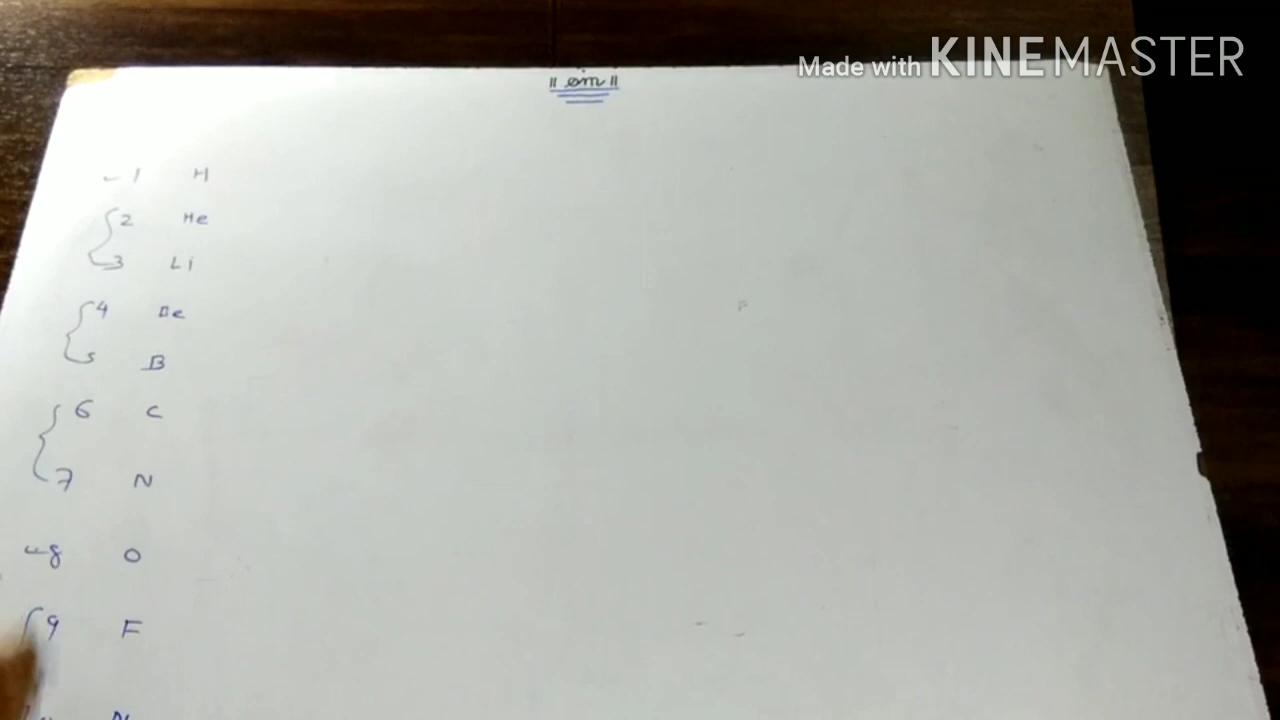 Made with KINEMASTER
|| om ||
1 H
2 He
3 Li
4 Be
5 B
6 C
7 N
8 O
9 F